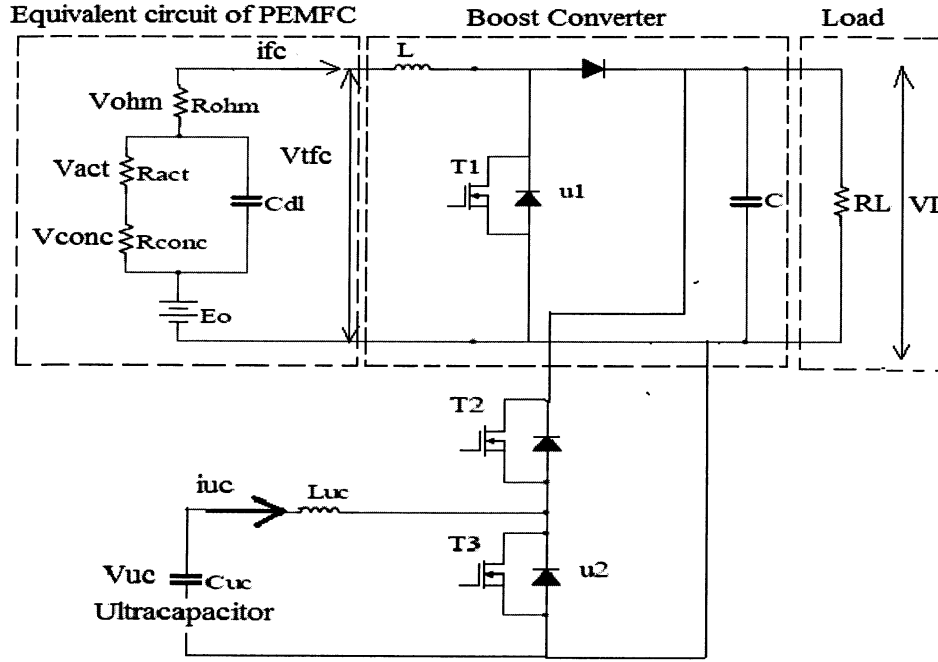 Equivalent circuit of PEMFC
Boost Converter
Load
ifc
L
Vohm
Rohm
Vtfc
Vact
Ract
Cdl
T1
u1
C
RL
VL
Vconc
Rconc
Eo
T2
iuc
Luc
T3
u2
Vuc
Cuc
Ultracapacitor